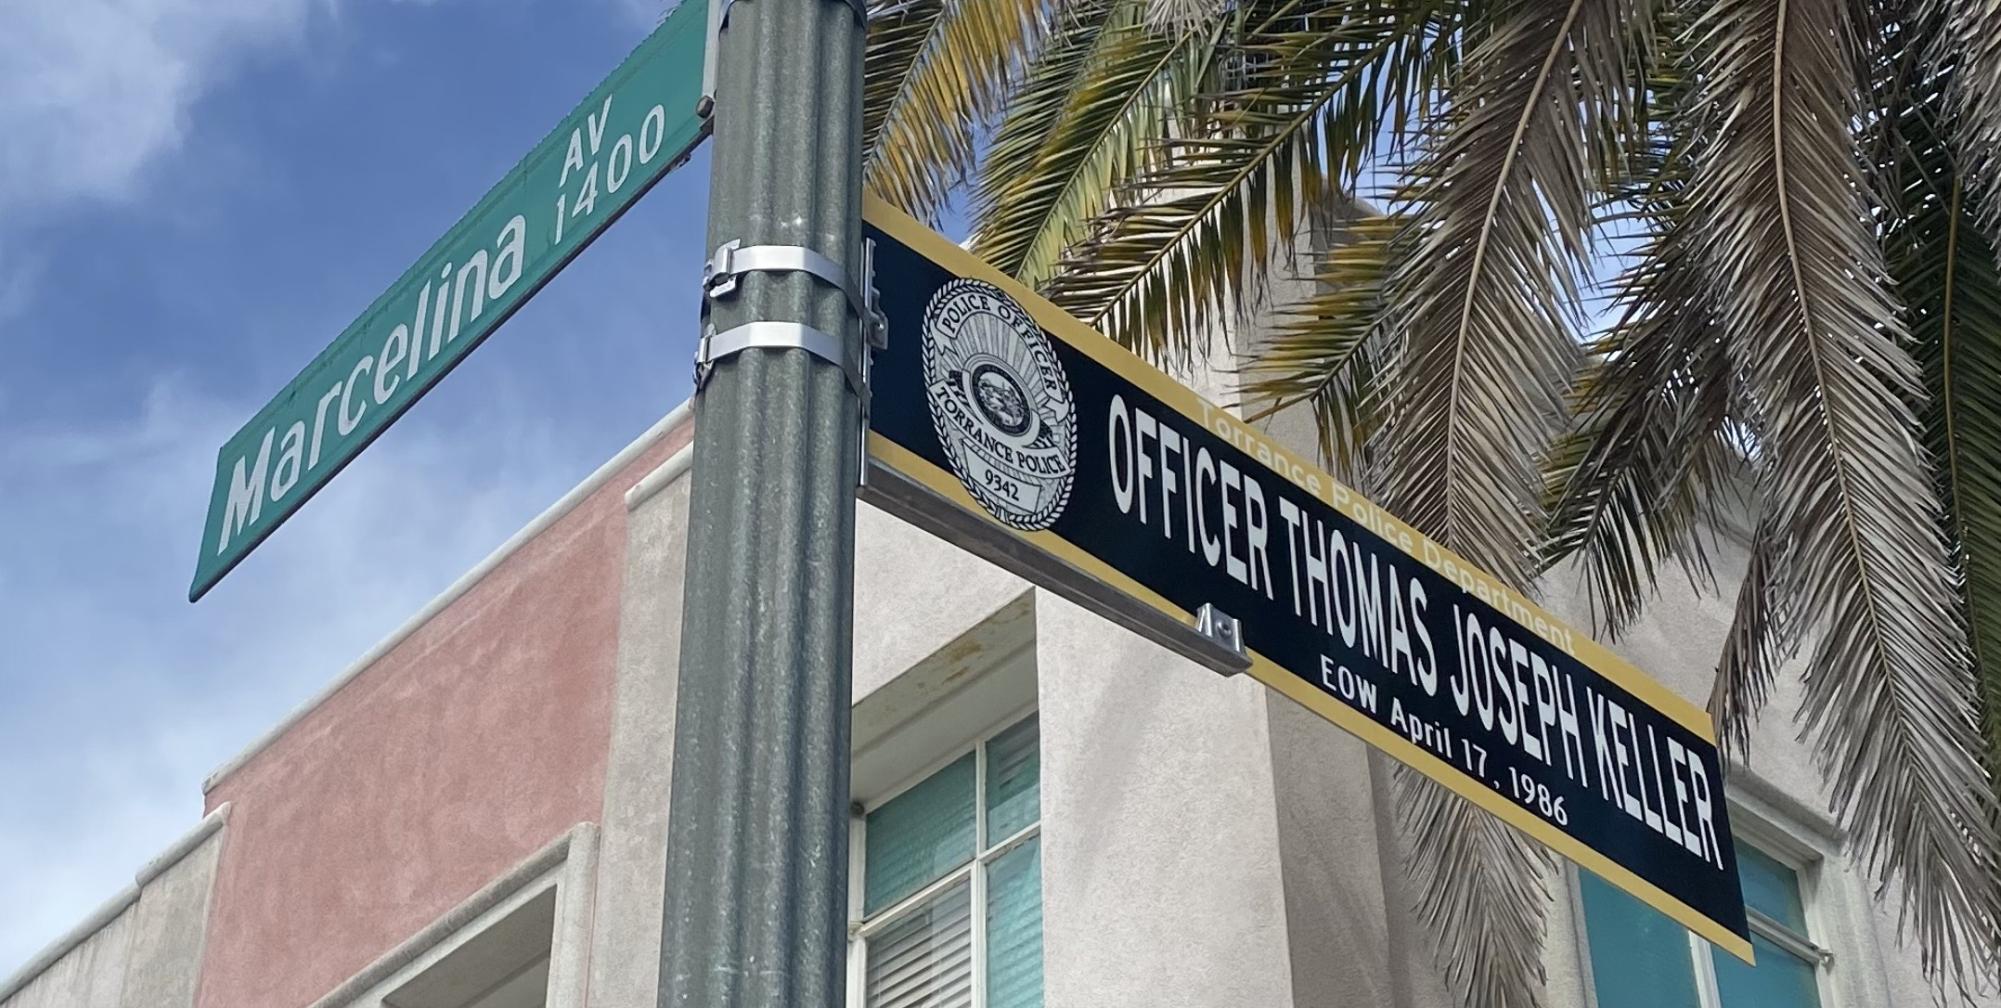 Marcelina
AV
1400
POLICE OFFICER
TORRANCE POLICE
9342
Torrance Police Department
OFFICER THOMAS JOSEPH KELLER
EOW April 17, 1986